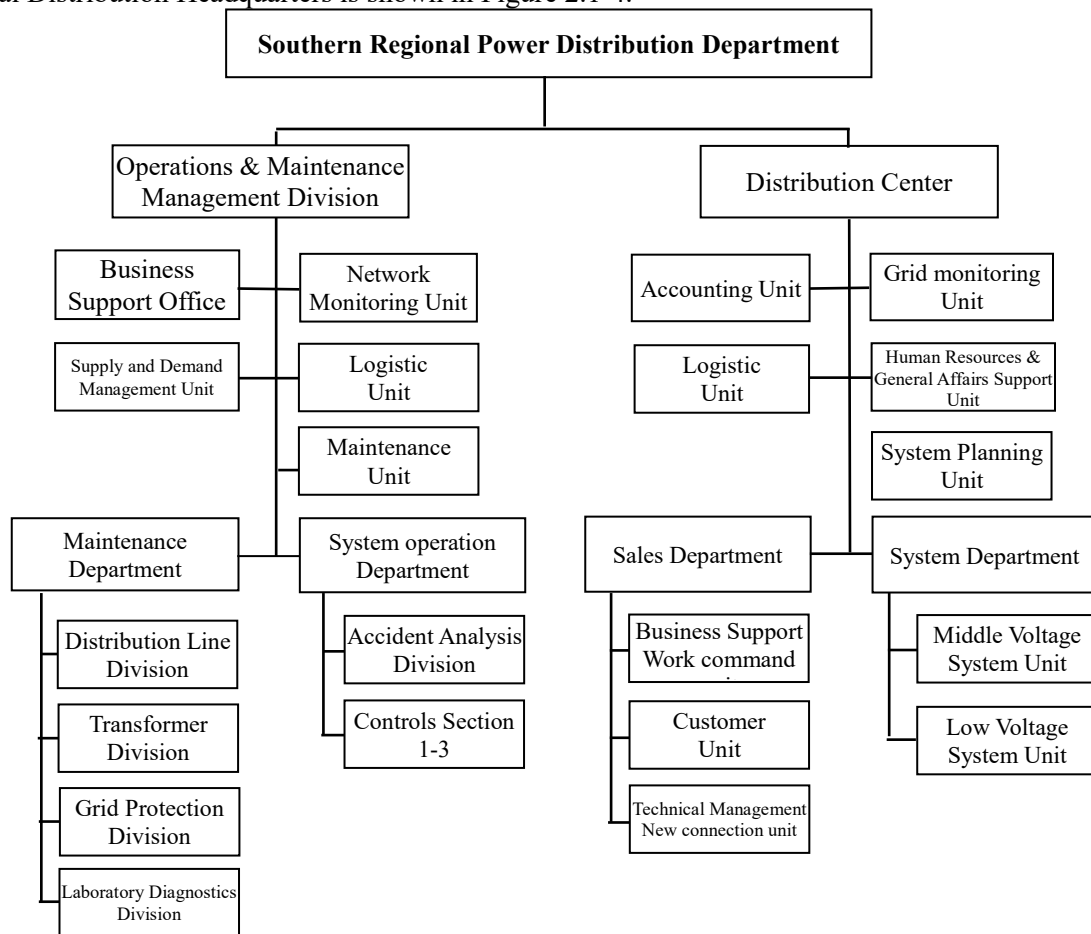 al Distribution Headquarters is shown in Figure 2.1-4.
Southern Regional Power Distribution Department
Operations & Maintenance
Management Division
Distribution Center
Business
Support Office
Network
Monitoring Unit
Accounting Unit
Grid monitoring
Unit
Supply and Demand
Management Unit
Logistic
Unit
Logistic
Unit
Human Resources &
General Affairs Support
Unit
Maintenance
Unit
System Planning
Unit
Maintenance
Department
System operation
Department
Sales Department
System Department
Distribution Line
Division
Accident Analysis
Division
Business Support
Work command
Middle Voltage
System Unit
Transformer
Division
Controls Section
1-3
Customer
Unit
Low Voltage
System Unit
Grid Protection
Division
Technical Management
New connection unit
Laboratory Diagnostics
Division